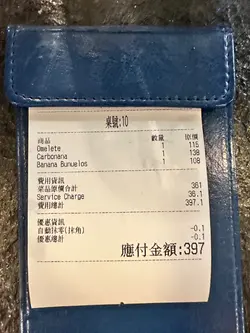 桌號:10
商品 數量 原價
Omelete 1 115
Carbonana 1 138
Banana Bunuelos 1 108
費用資訊
菜品原價合計 361
Service Charge 36.1
費用總計 397.1
優惠資訊
自動抹零(抹角) -0.1
優惠總計 -0.1
應付金額:397